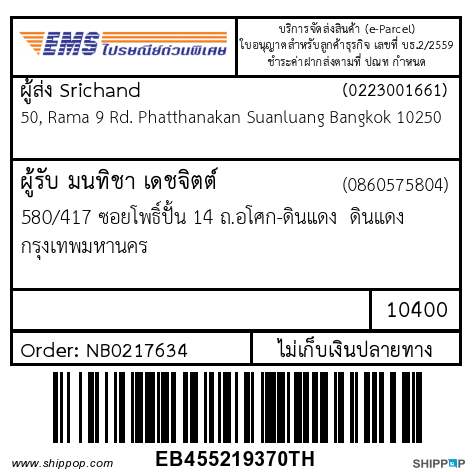 EMS ไปรษณีย์ด่วนพิเศษ
บริการจัดส่งสินค้า (e-Parcel)
ใบอนุญาตสำหรับลูกค้าธุรกิจ เลขที่ บธ.2/2559
ชำระค่าฝากส่งตามที่ ปณท กำหนด
ผู้ส่ง Srichand (0223001661)
50, Rama 9 Rd. Phatthanakan Suanluang Bangkok 10250
ผู้รับ มนทิชา เดชจิตต์ (0860575804)
580/417 ซอยโพธิ์ปั้น 14 ถ.อโศก-ดินแดง ดินแดง
กรุงเทพมหานคร
10400
Order: NB0217634 ไม่เก็บเงินปลายทาง
www.shippop.com EB455219370TH SHIPPOP